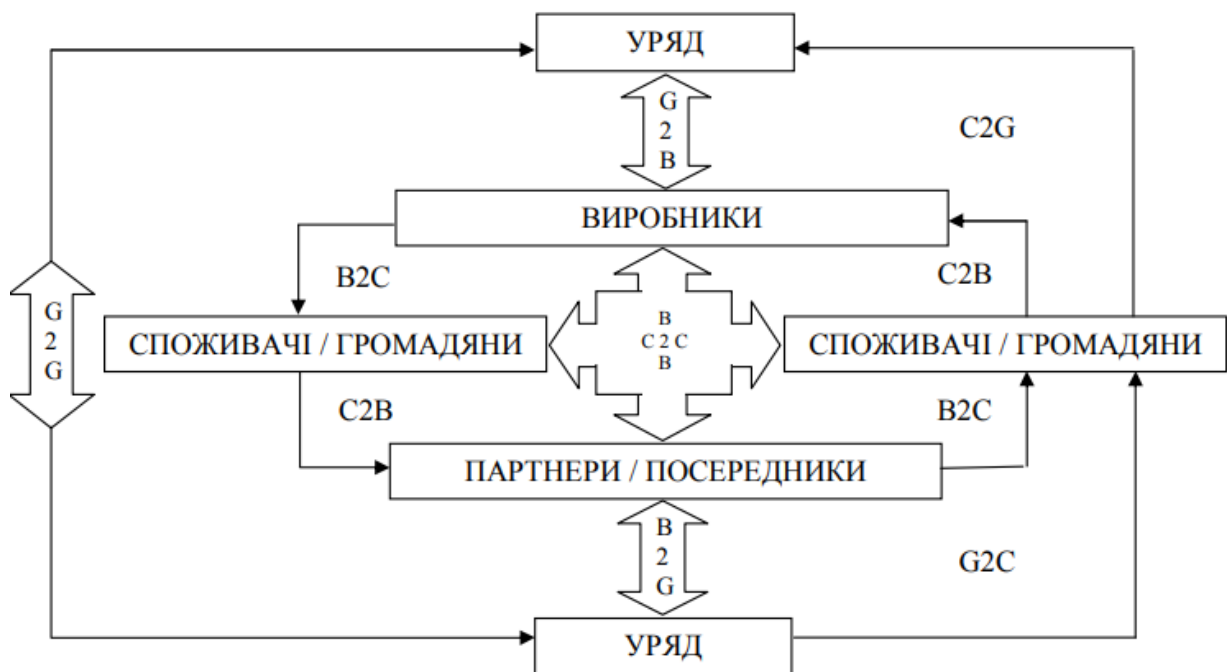 УРЯД
G
2
B
C2G
ВИРОБНИКИ
B2C
C2B
G
2
G
СПОЖИВАЧІ / ГРОМАДЯНИ
B
C 2 C
B
СПОЖИВАЧІ / ГРОМАДЯНИ
C2B
B2C
ПАРТНЕРИ / ПОСЕРЕДНИКИ
B
2
G
G2C
УРЯД